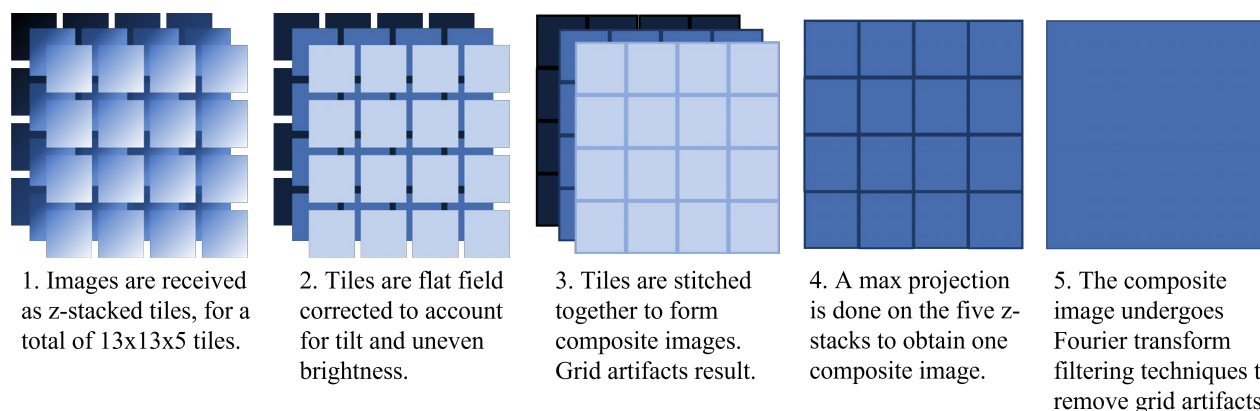 1. Images are received
as z-stacked tiles, for a
total of 13x13x5 tiles.
2. Tiles are flat field
corrected to account
for tilt and uneven
brightness.
3. Tiles are stitched
together to form
composite images.
Grid artifacts result.
4. A max projection
is done on the five z-
stacks to obtain one
composite image.
5. The composite
image undergoes
Fourier transform
filtering techniques
remove grid artifacts